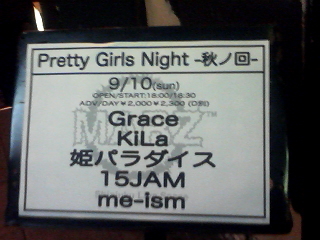 Pretty Girls Night -秋ノ回-
9/10(sun)
OPEN/START:18:00/18:30
ADV/DAY¥2,000¥2,300 (D別)
Grace
KiLa
姫パラダイス
15JAM
me-ism